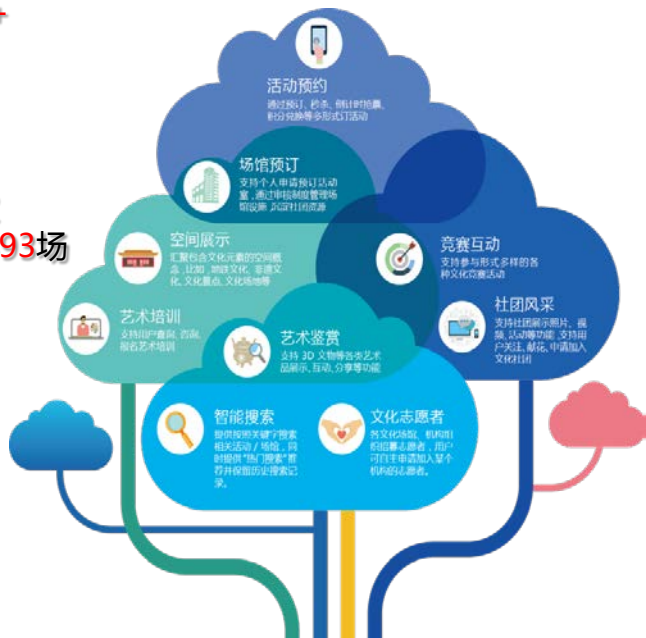 活动预约
通过预订、秒杀、倒计时抢票、
积分兑换等多形式订活动
场馆预订
支持个人申请预订活动
室，通过审核制度管理场
馆设施，沉淀社团资源
93场
空间展示
汇聚包含文化元素的空间概
念，比如，地铁文化、非遗文
化、文化景点、文化场地等
竞赛互动
支持参与形式多样的各
种文化竞赛活动
艺术培训
支持用户查询、咨询、
报名艺术培训
社团风采
支持社团展示照片、视
频、活动等功能，支持用
户关注、献花、申请加入
文化社团
艺术鉴赏
支持 3D 文物等各类艺术
品展示、互动、分享等功能
智能搜索
提供按照关键字搜索
相关活动 / 场馆，同
时提供“热门搜索”推
荐并保留历史搜索记
录。
文化志愿者
各文化场馆、机构组
织招募志愿者，用户
可自主申请加入某个
机构的志愿者。